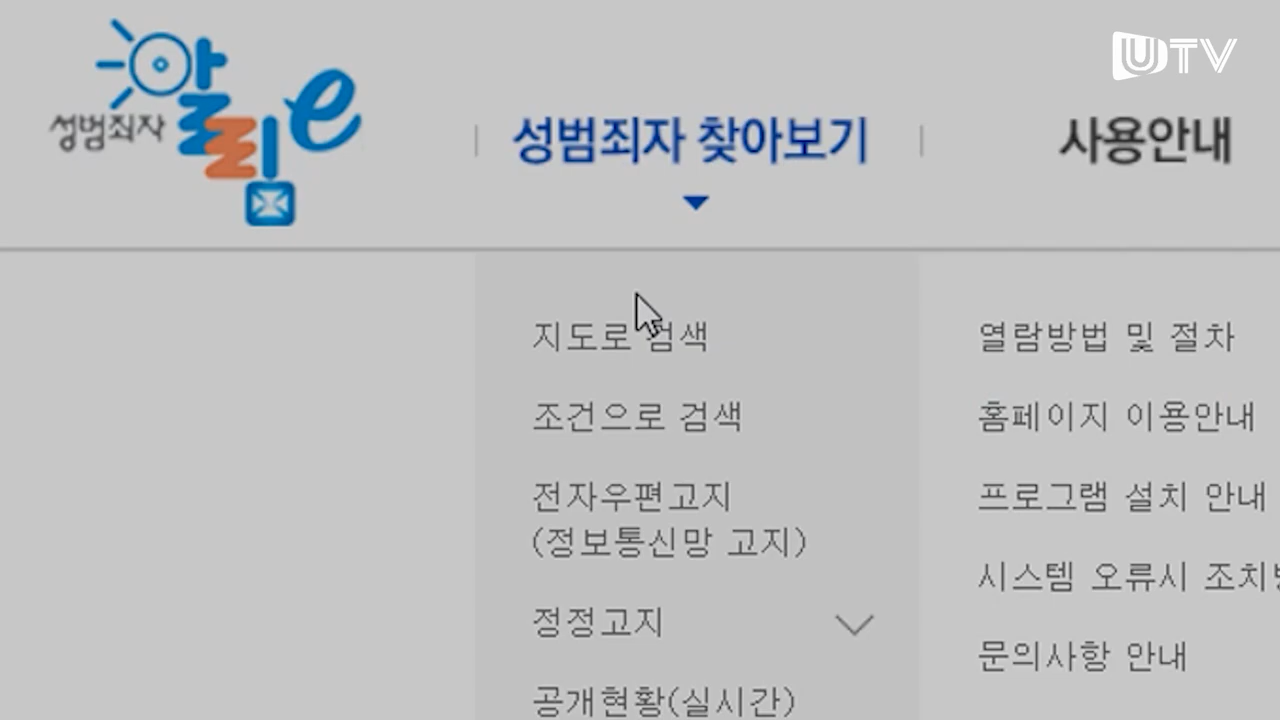 UTV
성범죄자 알리e
성범죄자 찾아보기
사용안내
지도로 검색
조건으로 검색
전자우편고지
(정보통신망 고지)
정정고지
공개현황(실시간)
열람방법 및 절차
홈페이지 이용안내
프로그램 설치 안내
시스템 오류시
문의사항 안내